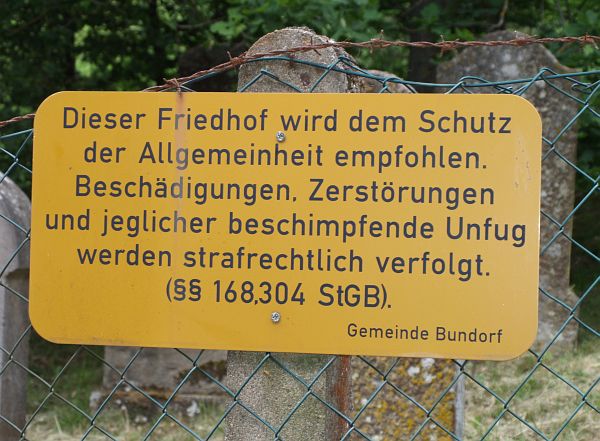 Dieser Friedhof wird dem Schutz
der Allgemeinheit empfohlen.
Beschädigungen, Zerstörungen
und jeglicher beschimpfende Unfug
werden strafrechtlich verfolgt.
(§§ 168,304 StGB).
Gemeinde Bundorf